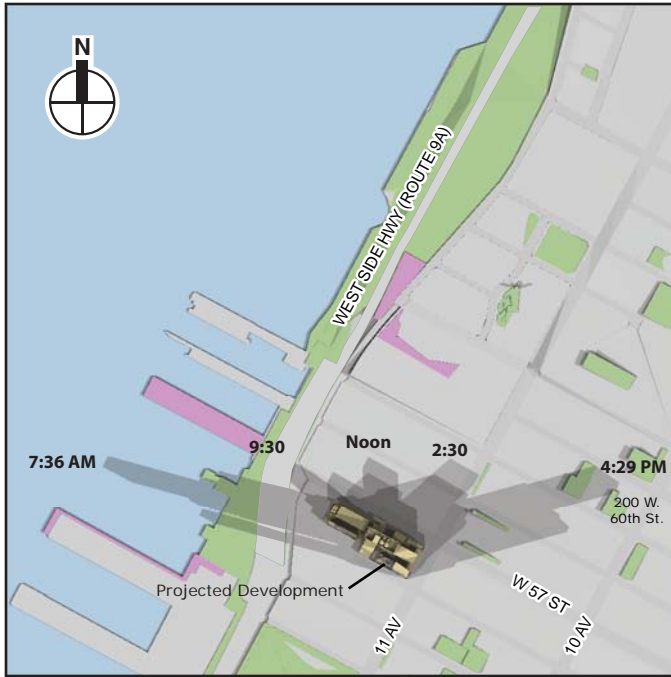 N
WEST SIDE HWY (ROUTE 9A)
7:36 AM
9:30
Noon
2:30
4:29 PM
200 W.
60th St.
Projected Development
W 57 ST
11 AV
10 AV